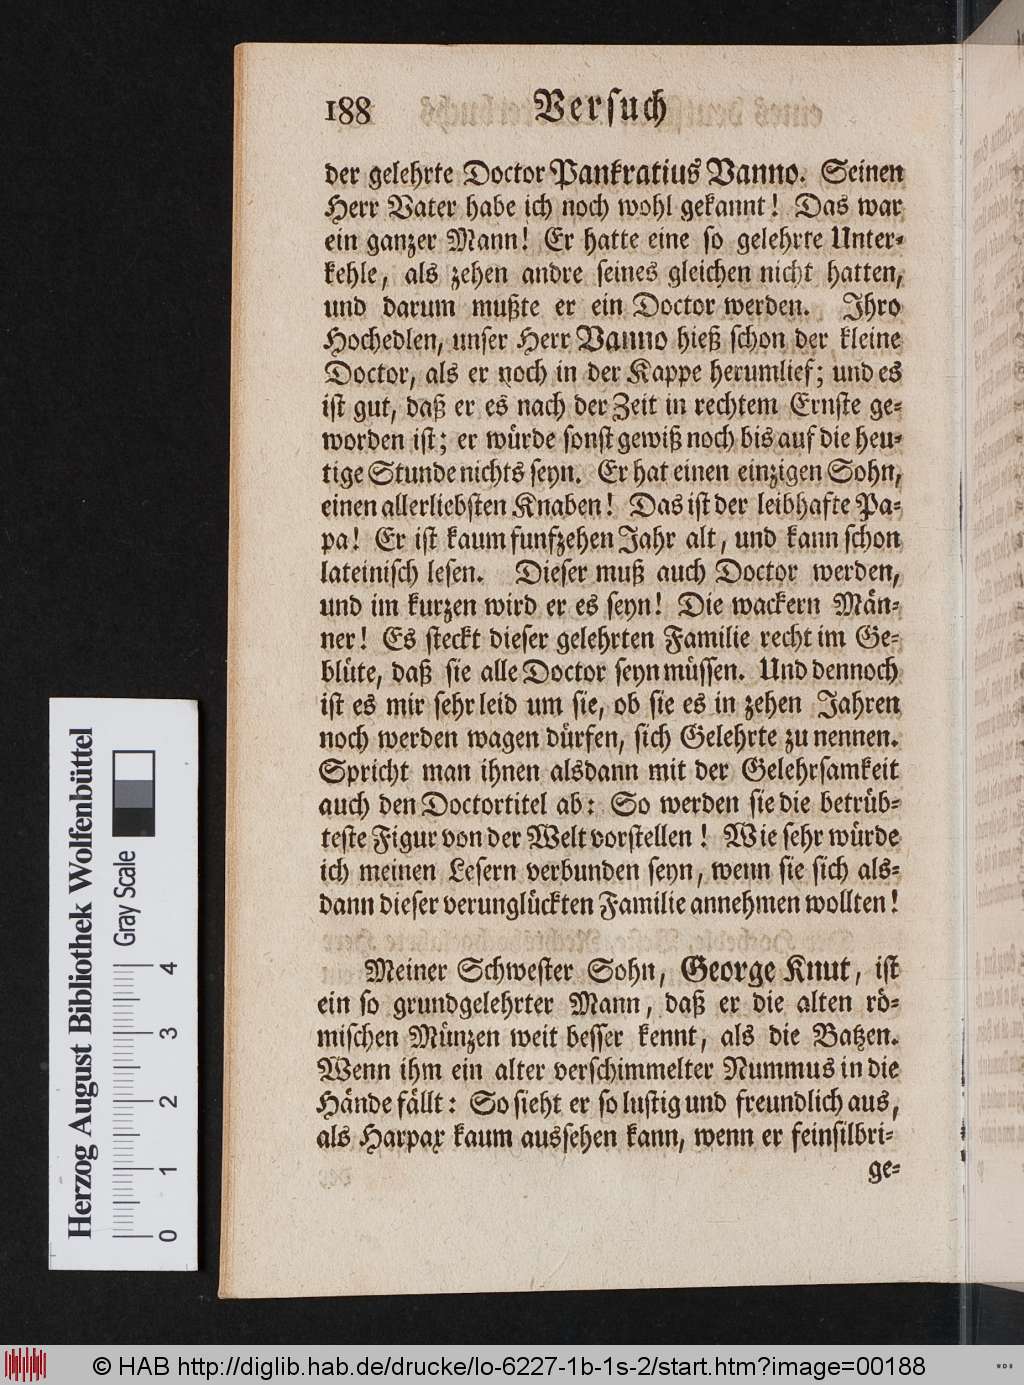 188 Versuch
der gelehrte Doctor Pankratius Vanno. Seinen
Herr Vater habe ich noch wohl gekannt! Das war
ein ganzer Mann! Er hatte eine so gelehrte Unter-
kehle, als zehen andre seines gleichen nicht hatten,
und darum mußte er ein Doctor werden. Ihro
Hochedlen, unser Herr Vanno hieß schon der kleine
Doctor, als er noch in der Kappe herumlief; und es
ist gut, daß er es nach der Zeit in rechtem Ernste ge-
worden ist; er würde sonst gewiß noch bis auf die heu-
tige Stunde nichts seyn. Er hat einen einzigen Sohn,
einen allerliebsten Knaben! Das ist der leibhafte Pa-
pa! Er ist kaum funfzehen Jahr alt, und kann schon
lateinisch lesen. Dieser muß auch Doctor werden,
und im kurzen wird er es seyn! Die wackern Män-
ner! Es steckt dieser gelehrten Familie recht im Ge-
blüte, daß sie alle Doctor seyn müssen. Und dennoch
ist es mir sehr leid um sie, ob sie es in zehen Jahren
noch werden wagen dürfen, sich Gelehrte zu nennen.
Spricht man ihnen alsdann mit der Gelehrsamkeit
auch den Doctortitel ab: So werden sie die betrüb-
teste Figur von der Welt vorstellen! Wie sehr würde
ich meinen Lesern verbunden seyn, wenn sie sich als-
dann dieser verunglückten Familie annehmen wollten!
Meiner Schwester Sohn, George Knut, ist
ein so grundgelehrter Mann, daß er die alten rö-
mischen Münzen weit besser kennt, als die Batzen.
Wenn ihm ein alter verschimmelter Nummus in die
Hände fällt: So sieht er so lustig und freundlich aus,
als Harpax kaum aussehen kann, wenn er feinsilbri-
ge-
Herzog August Bibliothek Wolfenbüttel
Gray Scale
0 1 2 3 4
© HAB http://diglib.hab.de/drucke/lo-6227-1b-1s-2/start.htm?image=00188